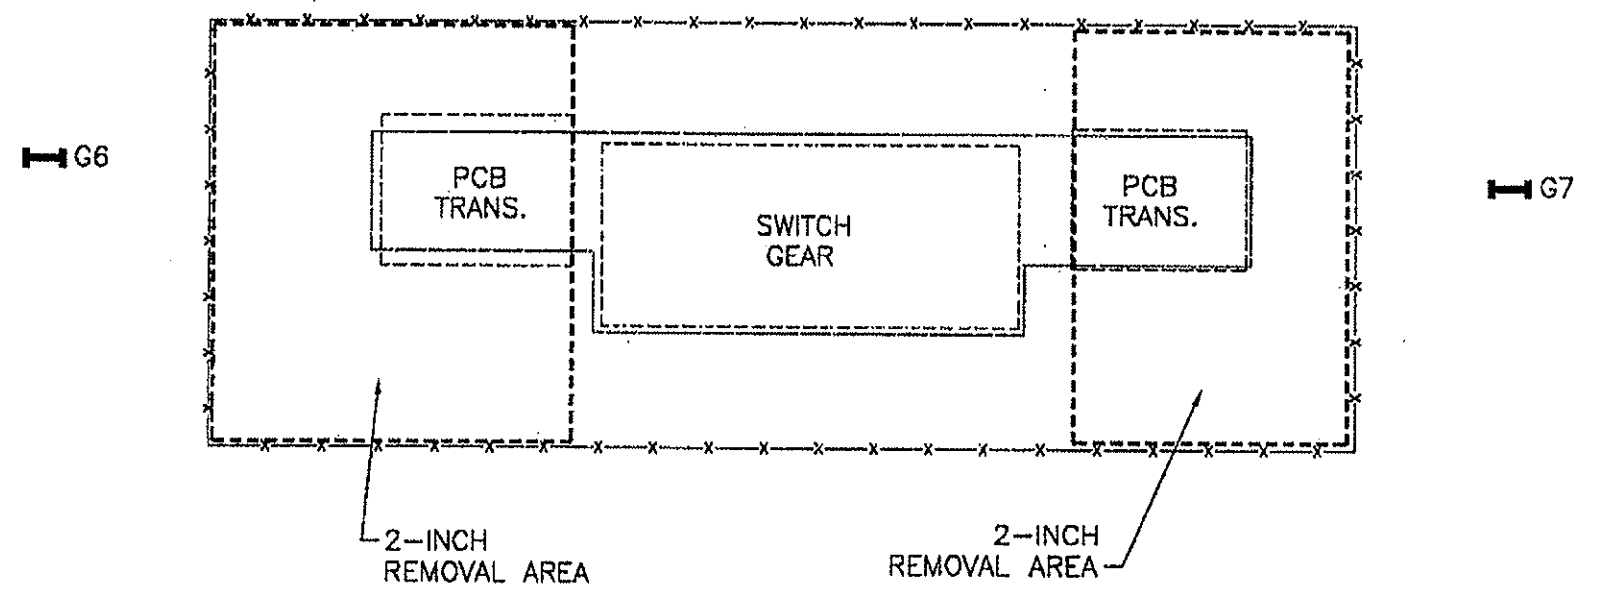 G6
PCB
TRANS.
SWITCH
GEAR
PCB
TRANS.
G7
2-INCH
REMOVAL AREA
2-INCH
REMOVAL AREA